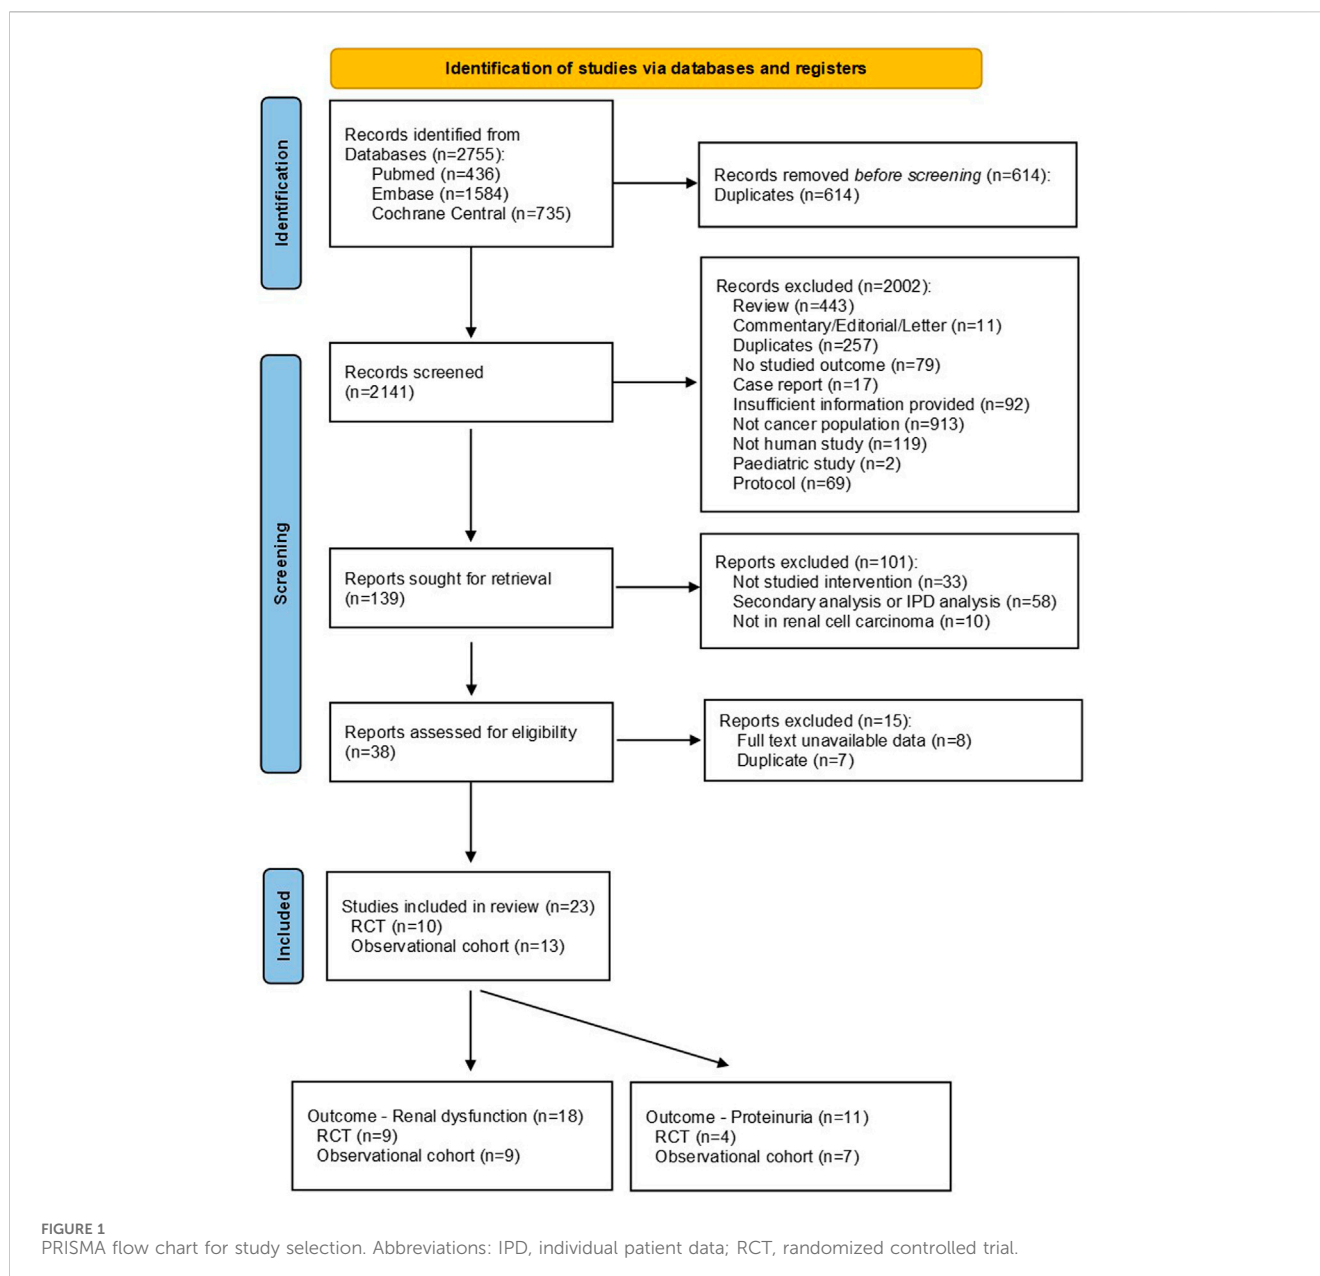 Identification of studies via databases and registers
Identification
Records identified from
Databases (n=2755):
Pubmed (n=436)
Embase (n=1584)
Cochrane Central (n=735)
Records removed before screening (n=614):
Duplicates (n=614)
Screening
Records screened
(n=2141)
Records excluded (n=2002):
Review (n=443)
Commentary/Editorial/Letter (n=11)
Duplicates (n=257)
No studied outcome (n=79)
Case report (n=17)
Insufficient information provided (n=92)
Not cancer population (n=913)
Not human study (n=119)
Paediatric study (n=2)
Protocol (n=69)
Reports sought for retrieval
(n=139)
Reports excluded (n=101):
Not studied intervention (n=33)
Secondary analysis or IPD analysis (n=58)
Not in renal cell carcinoma (n=10)
Reports assessed for eligibility
(n=38)
Reports excluded (n=15):
Full text unavailable data (n=8)
Duplicate (n=7)
Included
Studies included in review (n=23)
RCT (n=10)
Observational cohort (n=13)
Outcome - Renal dysfunction (n=18)
RCT (n=9)
Observational cohort (n=9)
Outcome - Proteinuria (n=11)
RCT (n=4)
Observational cohort (n=7)
FIGURE 1
PRISMA flow chart for study selection. Abbreviations: IPD, individual patient data; RCT, randomized controlled trial.